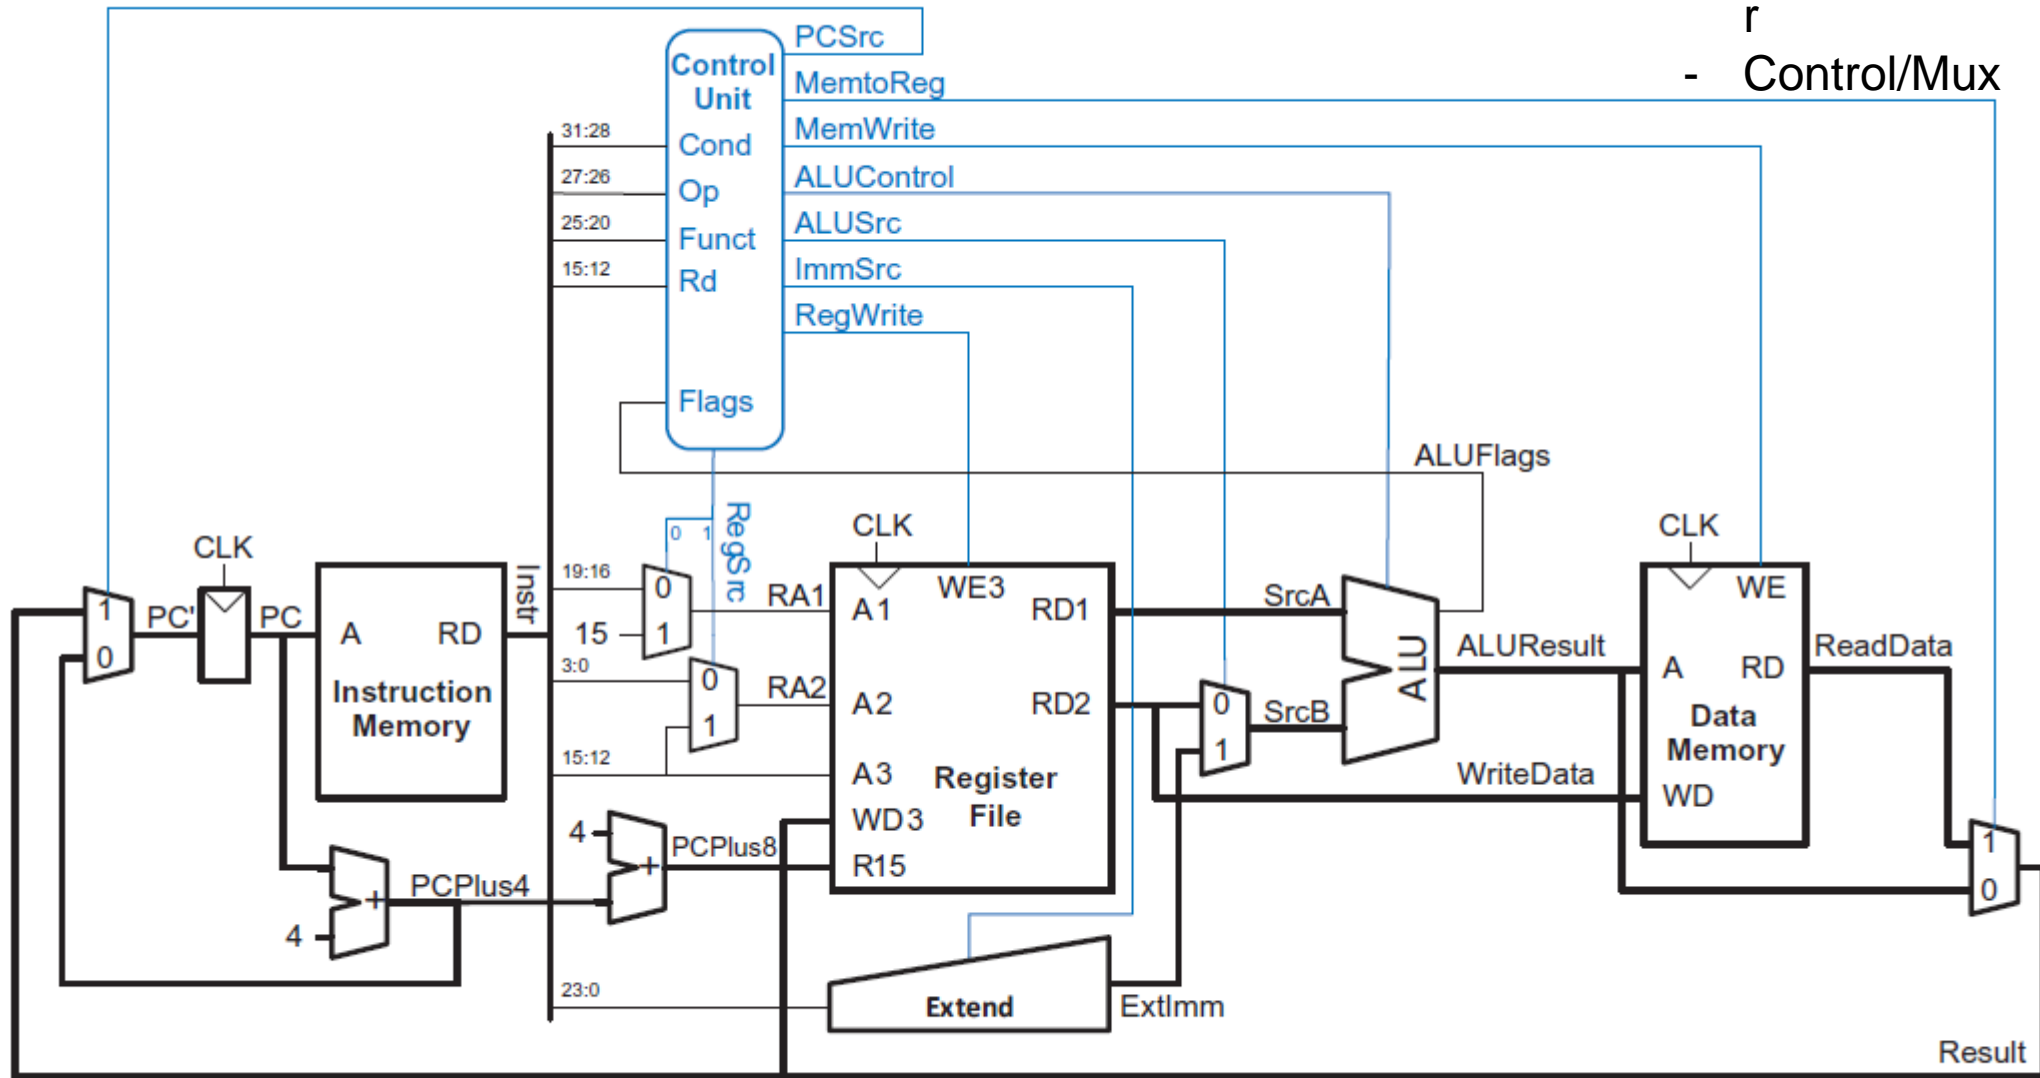 r
- Control/Mux
PCSrc
Control
Unit
MemtoReg
31:28
Cond
MemWrite
27:26
Op
ALUControl
25:20
Funct
ALUSrc
15:12
Rd
ImmSrc
RegWrite
Flags
ALUFlags
RegSrc
0 1
CLK
CLK
CLK
Instr
19:16
0
RA1
A1
WE3
RD1
SrcA
WE
1
PC'
PC
A
RD
15
1
ALU
ALUResult
A
RD
ReadData
0
3:0
0
RA2
A2
RD2
0
SrcB
Instruction
Memory
1
1
Data
Memory
15:12
A3
Register
File
WriteData
WD
4
+
PCPlus8
WD3
R15
1
0
PCPlus4
+
4
23:0
Extend
ExtImm
Result